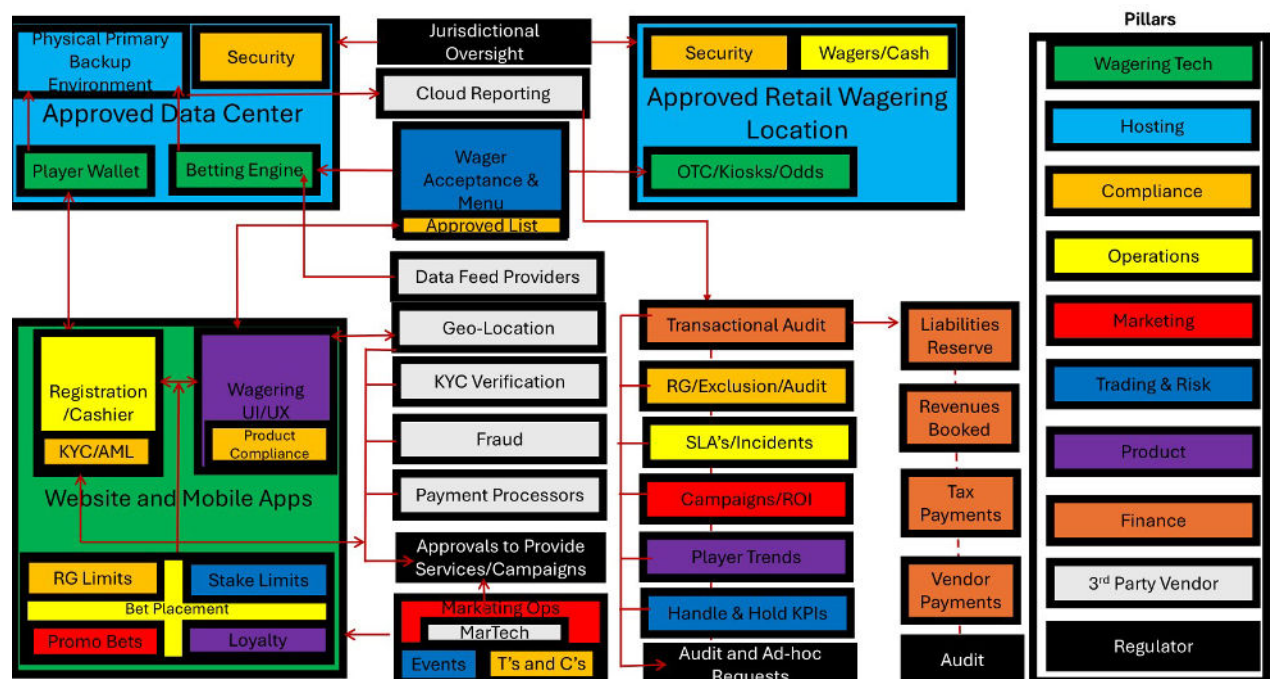 Physical Primary
Backup
Environment
Security
Approved Data Center
Player Wallet
Betting Engine
Jurisdictional
Oversight
Cloud Reporting
Wager
Acceptance &
Menu
Approved List
Security
Wagers/Cash
Approved Retail Wagering
Location
OTC/Kiosks/Odds
Data Feed Providers
Geo-Location
KYC Verification
Fraud
Payment Processors
Approvals to Provide
Services/Campaigns
Marketing Ops
MarTech
Events
T's and C's
Registration
/Cashier
KYC/AML
Wagering
UI/UX
Product
Compliance
Website and Mobile Apps
RG Limits
Stake Limits
Bet Placement
Promo Bets
Loyalty
Transactional Audit
RG/Exclusion/Audit
SLA's/Incidents
Campaigns/ROI
Player Trends
Handle & Hold KPIs
Audit and Ad-hoc
Requests
Liabilities
Reserve
Revenues
Booked
Tax
Payments
Vendor
Payments
Audit
Pillars
Wagering Tech
Hosting
Compliance
Operations
Marketing
Trading & Risk
Product
Finance
3rd Party Vendor
Regulator